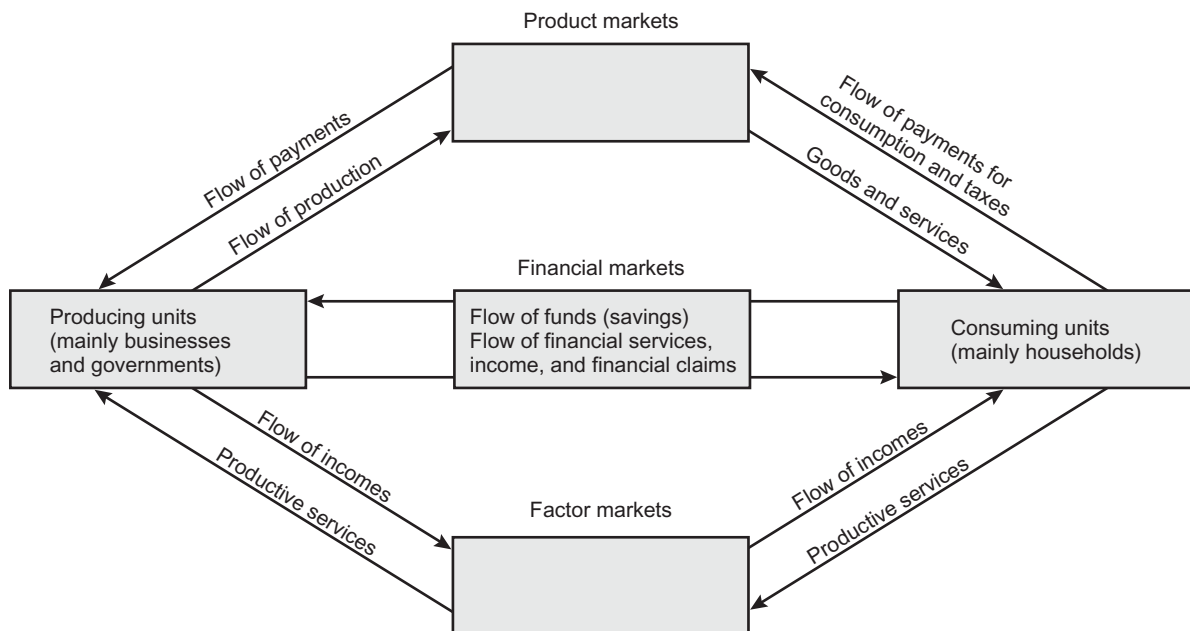 Product markets
Flow of payments
Flow of production
Flow of payments for
consumption and taxes
Goods and services
Financial markets
Producing units
(mainly businesses
and governments)
Flow of funds (savings)
Flow of financial services,
income, and financial claims
Consuming units
(mainly households)
Flow of incomes
Productive services
Factor markets
Flow of incomes
Productive services